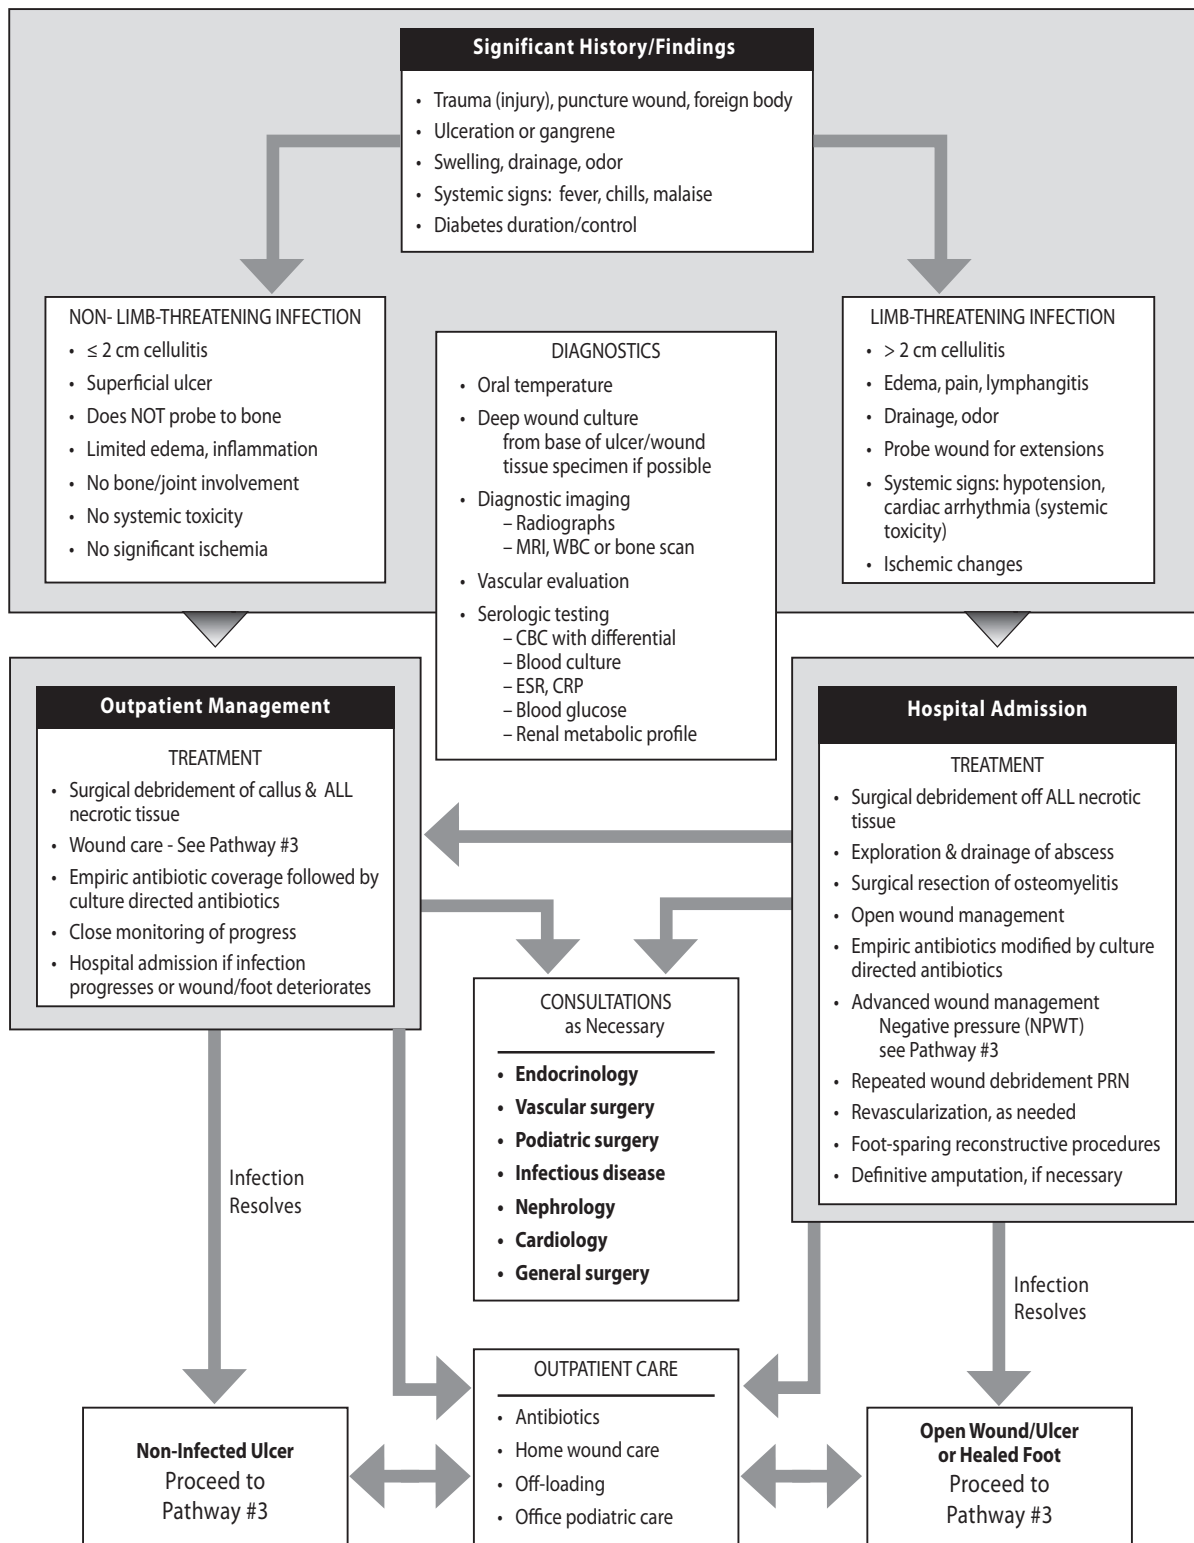 Significant History/Findings
• Trauma (injury), puncture wound, foreign body
• Ulceration or gangrene
• Swelling, drainage, odor
• Systemic signs: fever, chills, malaise
• Diabetes duration/control
NON- LIMB-THREATENING INFECTION
• ≤ 2 cm cellulitis
• Superficial ulcer
• Does NOT probe to bone
• Limited edema, inflammation
• No bone/joint involvement
• No systemic toxicity
• No significant ischemia
DIAGNOSTICS
• Oral temperature
• Deep wound culture
from base of ulcer/wound
tissue specimen if possible
• Diagnostic imaging
– Radiographs
– MRI, WBC or bone scan
• Vascular evaluation
• Serologic testing
– CBC with differential
– Blood culture
– ESR, CRP
– Blood glucose
– Renal metabolic profile
LIMB-THREATENING INFECTION
• > 2 cm cellulitis
• Edema, pain, lymphangitis
• Drainage, odor
• Probe wound for extensions
• Systemic signs: hypotension,
cardiac arrhythmia (systemic
toxicity)
• Ischemic changes
Outpatient Management
TREATMENT
• Surgical debridement of callus & ALL
necrotic tissue
• Wound care - See Pathway #3
• Empiric antibiotic coverage followed by
culture directed antibiotics
• Close monitoring of progress
• Hospital admission if infection
progresses or wound/foot deteriorates
Hospital Admission
TREATMENT
• Surgical debridement off ALL necrotic
tissue
• Exploration & drainage of abscess
• Surgical resection of osteomyelitis
• Open wound management
• Empiric antibiotics modified by culture
directed antibiotics
• Advanced wound management
Negative pressure (NPWT)
see Pathway #3
• Repeated wound debridement PRN
• Revascularization, as needed
• Foot-sparing reconstructive procedures
• Definitive amputation, if necessary
CONSULTATIONS
as Necessary
• Endocrinology
• Vascular surgery
• Podiatric surgery
• Infectious disease
• Nephrology
• Cardiology
• General surgery
Infection
Resolves
Infection
Resolves
OUTPATIENT CARE
• Antibiotics
• Home wound care
• Off-loading
• Office podiatric care
Non-Infected Ulcer
Proceed to
Pathway #3
Open Wound/Ulcer
or Healed Foot
Proceed to
Pathway #3